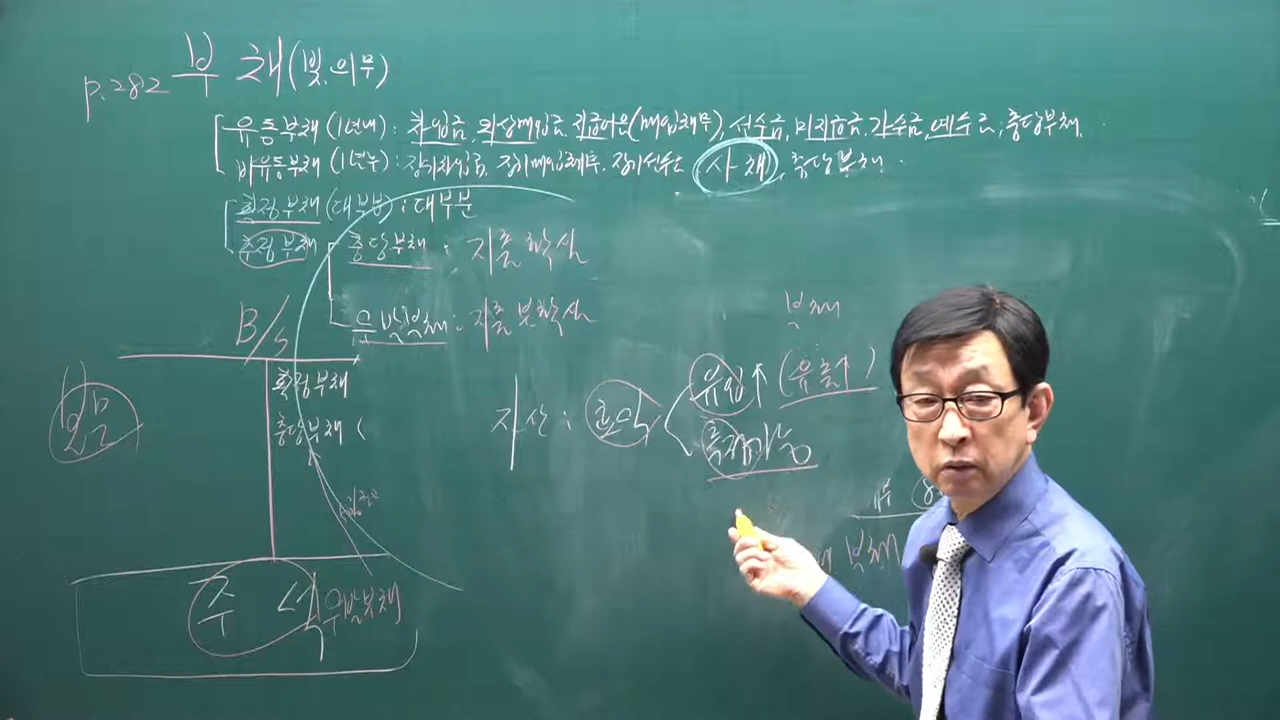 p.282 부 채(빚, 의무)
유동부채 (1년내) : 차입금, 외상매입금, 지급어음(매입채무), 선수금, 미지급금, 가수금, 예수금, 충당부채.
비유동부채 (1년후) : 장기차입금, 장기매입채무, 장기선수금, 사채, 충당부채.
확정부채 (대부분) : 대부분
추정부채 충당부채 : 지출 확실
우발부채 : 지출 불확실
부채
B/S
확정부채
충당부채 (
자산 : 효익
유입↑ (유출↑)
측정가능
부채
주 석 우발부채